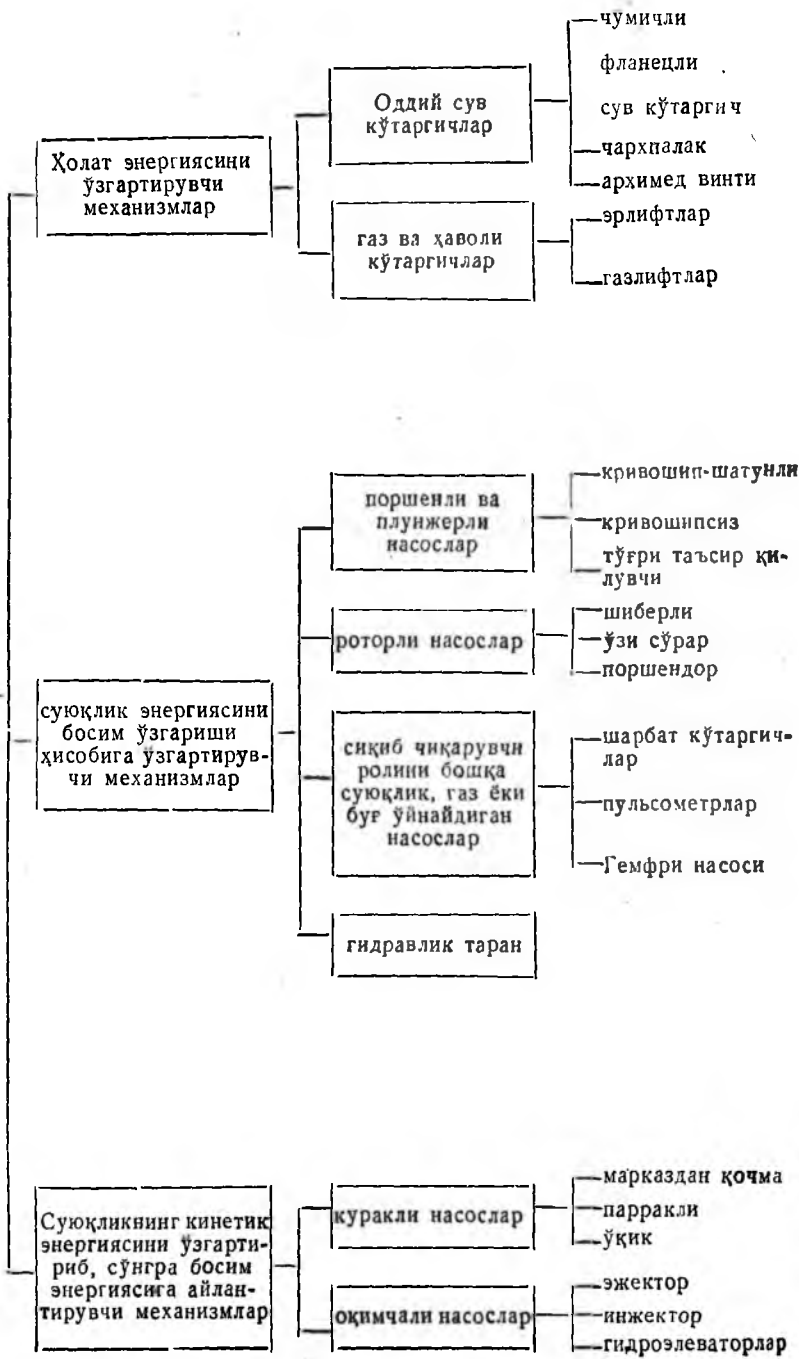 Ҳолат энергиясини
ўзгартирувчи
механизмлар
Оддий сув
кўтаргичлар
чумичли
фланецли
сув кўтаргич
чархпалак
архимед винти
газ ва ҳаволи
кўтаргичлар
эрлифтлар
газлифтлар
суюқлик энергиясини
босим ўзгариши
ҳисобига ўзгартирув-
чи механизмлар
поршенли ва
плунжерли
насослар
кривошип-шатунли
кривошипсиз
тўғри таъсир қи-
лувчи
роторли насослар
шиберли
ўзи сўрар
поршендор
сиқиб чиқарувчи
ролини бошқа
суюқлик, газ ёки
буғ ўйнайдиган
насослар
шарбат кўтаргич-
лар
пульсометрлар
Гемфри насоси
гидравлик таран
Суюқликнинг кинетик
энергиясини ўзгарти-
риб, сўнгра босим
энергиясига айлан-
тирувчи механизмлар
куракли насослар
марказдан қочма
парракли
ўқик
оқимчали насослар
эжектор
инжектор
гидроэлеваторлар